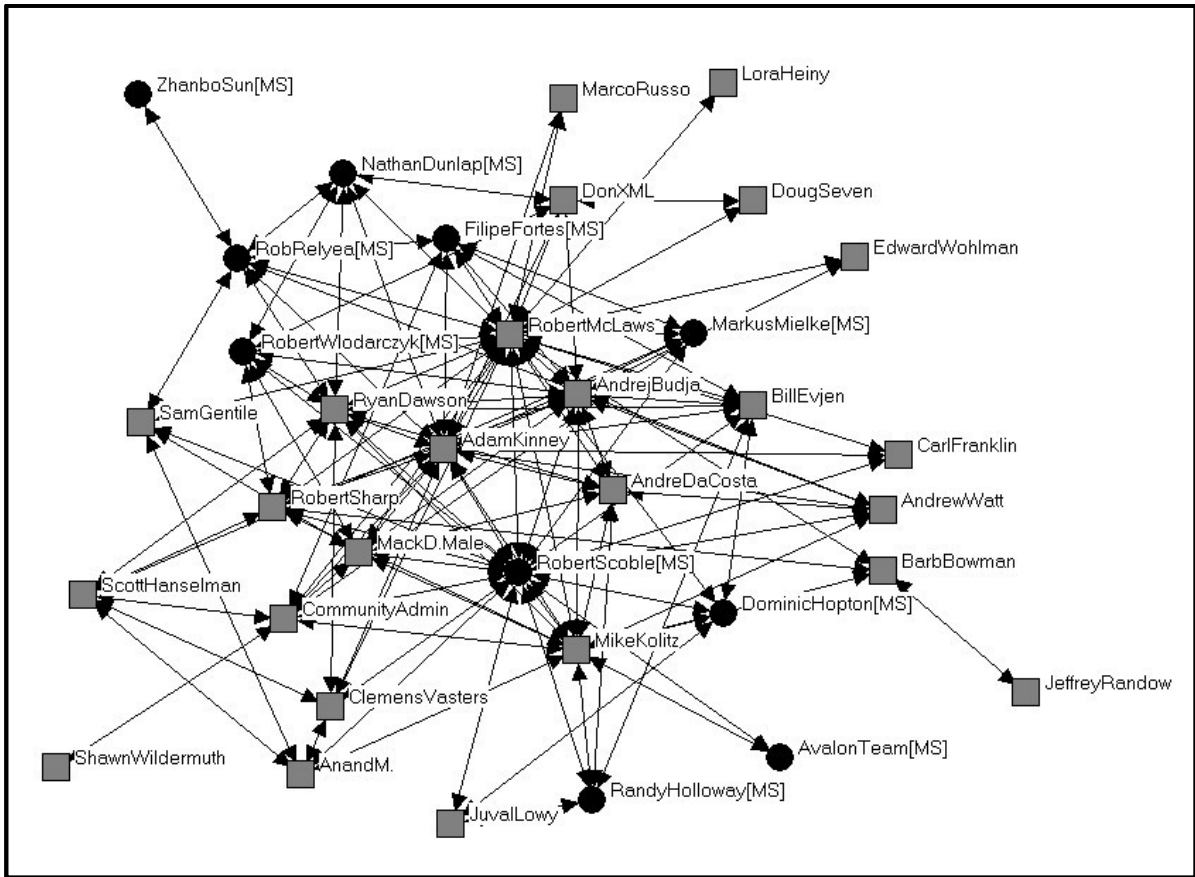 ZhanboSun[MS]
LoraHeiny
MarcoRusso
NathanDunlap[MS]
DonXML
DougSeven
FilipeFortes[MS]
RobRelyea[MS]
EdwardWohlman
RobertMcLaws
MarkusMielke[MS]
RobertWlodarczyk[MS]
AndrejBudja
BillEvjen
RyanDawson
SamGentile
AdamKinney
CarlFranklin
AndreDaCosta
RobertSharp
AndrewWatt
MackD.Male
RobertScoble[MS]
BarbBowman
ScottHanselman
CommunityAdmin
DominicHopton[MS]
MikeKolitz
JeffreyRandow
ClemensVasters
AvalonTeam[MS]
ShawnWildermuth
AnandM.
RandyHolloway[MS]
JuvalLowy